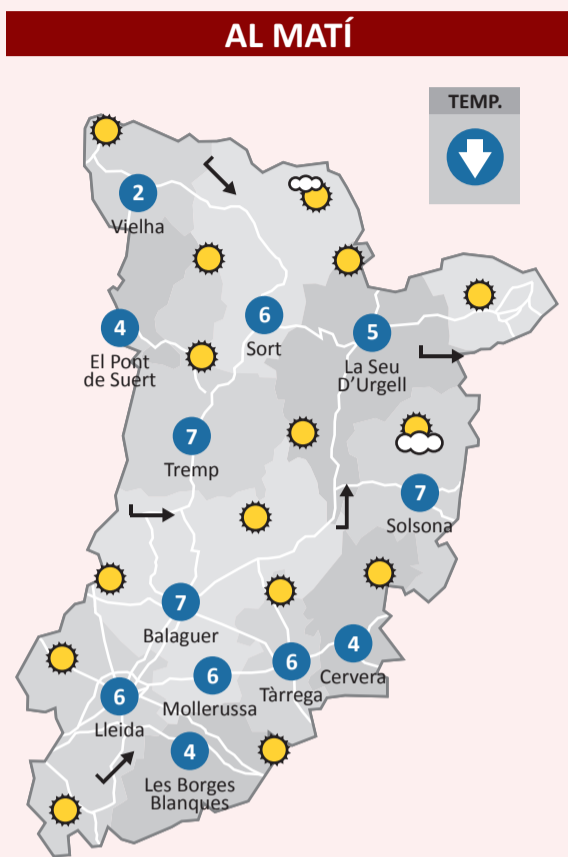 AL MATÍ
TEMP.
2
Vielha
4
El Pont
de Suert
6
Sort
5
La Seu
D'Urgell
7
Tremp
7
Solsona
7
Balaguer
4
Cervera
6
Tàrrega
6
Mollerussa
6
Lleida
4
Les Borges
Blanques